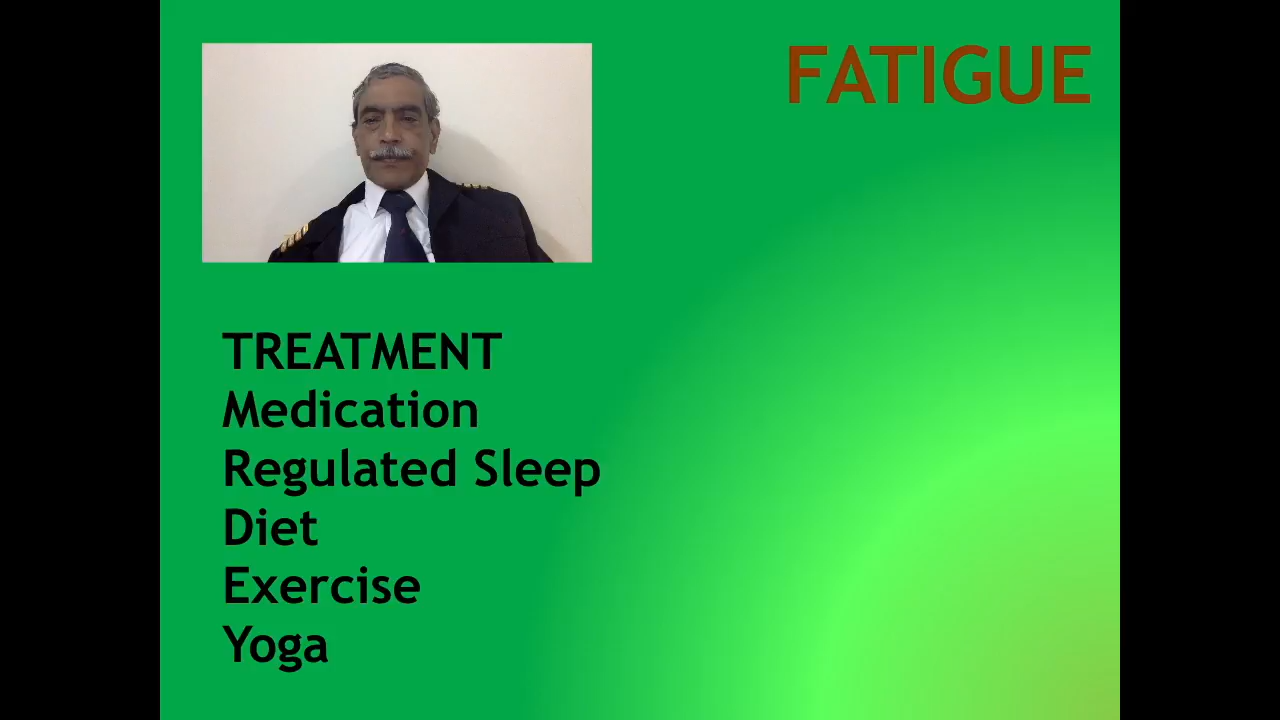 FATIGUE
TREATMENT
Medication
Regulated Sleep
Diet
Exercise
Yoga